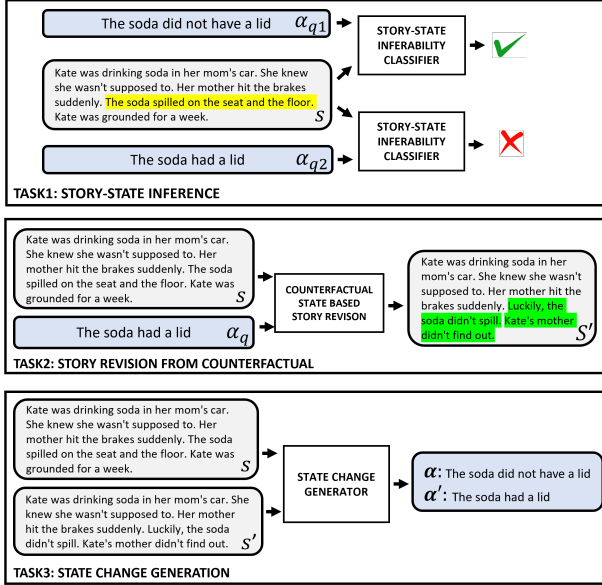 The soda did not have a lid α_q1
STORY-STATE
INFERABILITY
CLASSIFIER
Kate was drinking soda in her mom's car. She knew
she wasn't supposed to. Her mother hit the brakes
suddenly. The soda spilled on the seat and the floor.
Kate was grounded for a week. S
STORY-STATE
INFERABILITY
CLASSIFIER
The soda had a lid α_q2
TASK1: STORY-STATE INFERENCE
Kate was drinking soda in her mom's car.
She knew she wasn't supposed to. Her
mother hit the brakes suddenly. The soda
spilled on the seat and the floor. Kate was
grounded for a week. S
The soda had a lid α_q
COUNTERFACTUAL
STATE BASED
STORY REVISON
Kate was drinking soda in her
mom's car. She knew she wasn't
supposed to. Her mother hit the
brakes suddenly. Luckily, the
soda didn't spill. Kate's mother
didn't find out. S′
TASK2: STORY REVISION FROM COUNTERFACTUAL
Kate was drinking soda in her mom's car.
She knew she wasn't supposed to. Her
mother hit the brakes suddenly. The soda
spilled on the seat and the floor. Kate was
grounded for a week. S
Kate was drinking soda in her mom's car. She
knew she wasn't supposed to. Her mother
hit the brakes suddenly. Luckily, the soda
didn't spill. Kate's mother didn't find out. S′
STATE CHANGE
GENERATOR
α: The soda did not have a lid
α′: The soda had a lid
TASK3: STATE CHANGE GENERATION